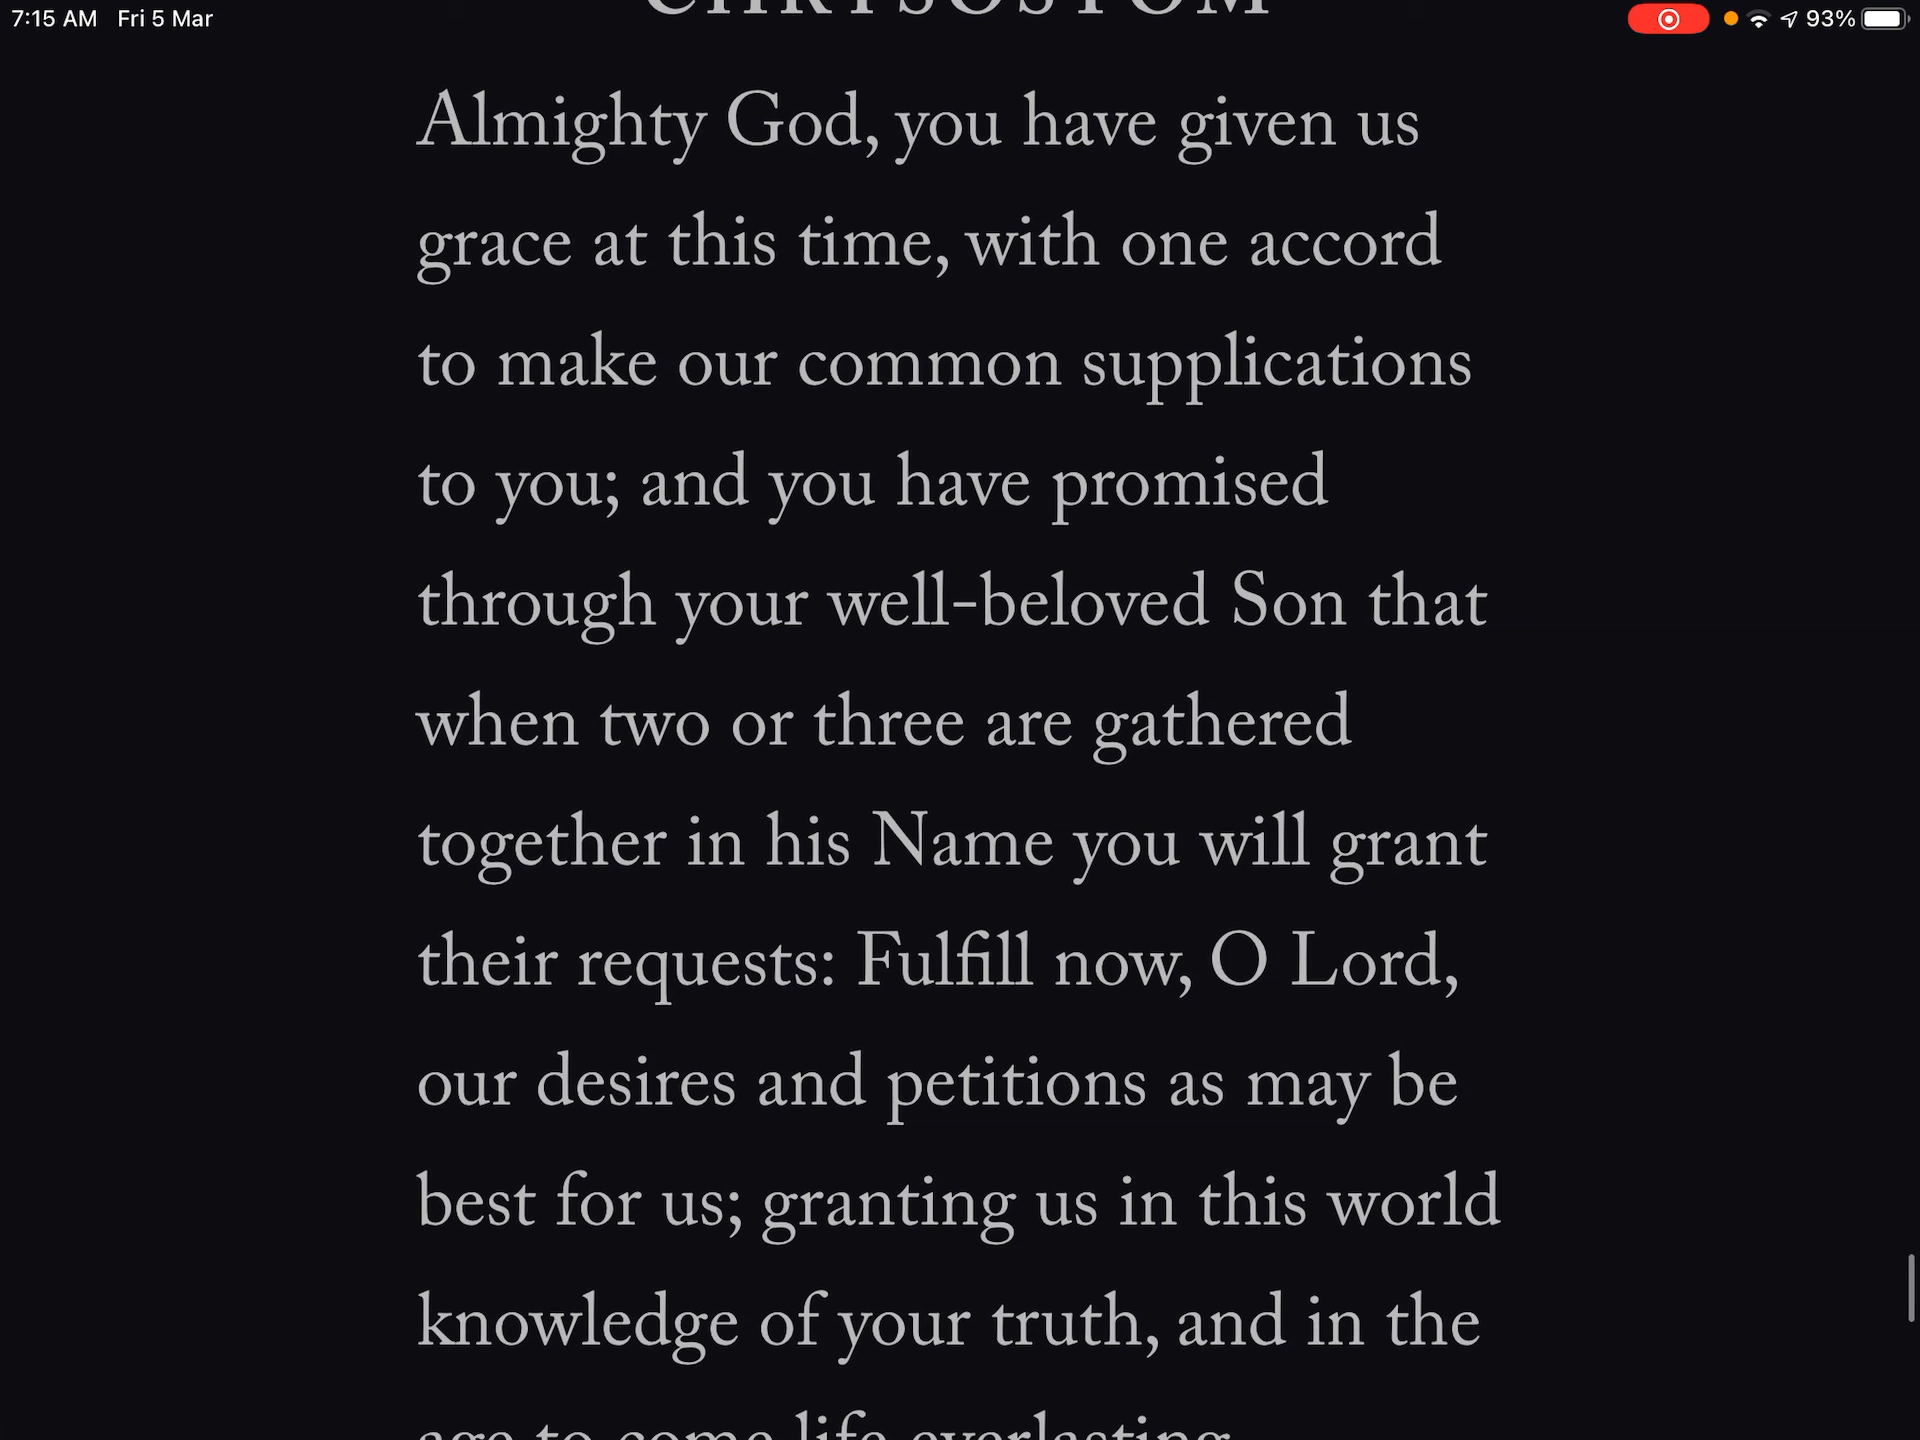 CHRYSOSTOM
7:15 AM Fri 5 Mar 93%
Almighty God, you have given us
grace at this time, with one accord
to make our common supplications
to you; and you have promised
through your well-beloved Son that
when two or three are gathered
together in his Name you will grant
their requests: Fulfill now, O Lord,
our desires and petitions as may be
best for us; granting us in this world
knowledge of your truth, and in the
age to come life everlasting.